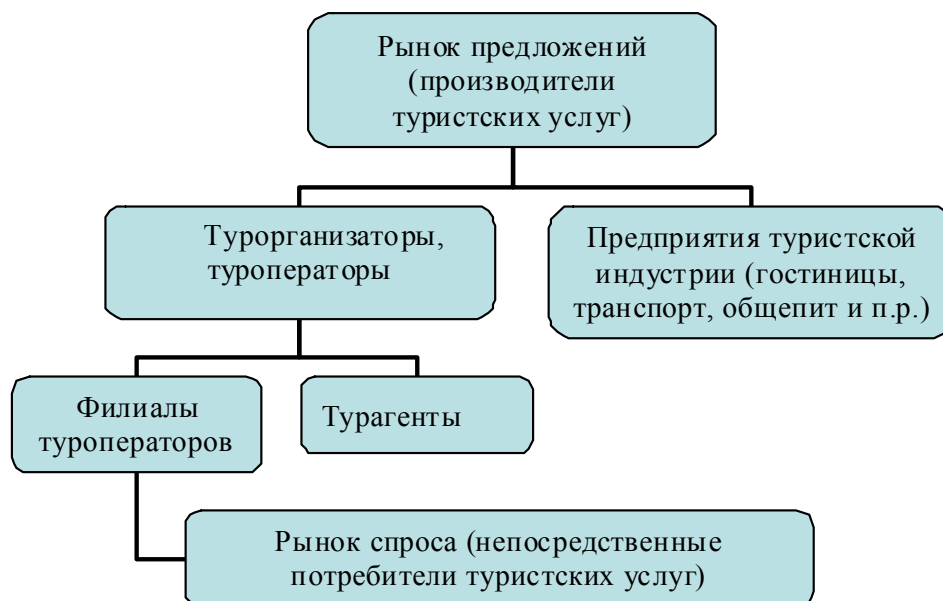 Рынок предложений
(производители
туристских услуг)
Турорганизаторы,
туроператоры
Предприятия туристской
индустрии (гостиницы,
транспорт, общепит и п.р.)
Филиалы
туроператоров
Турагенты
Рынок спроса (непосредственные
потребители туристских услуг)